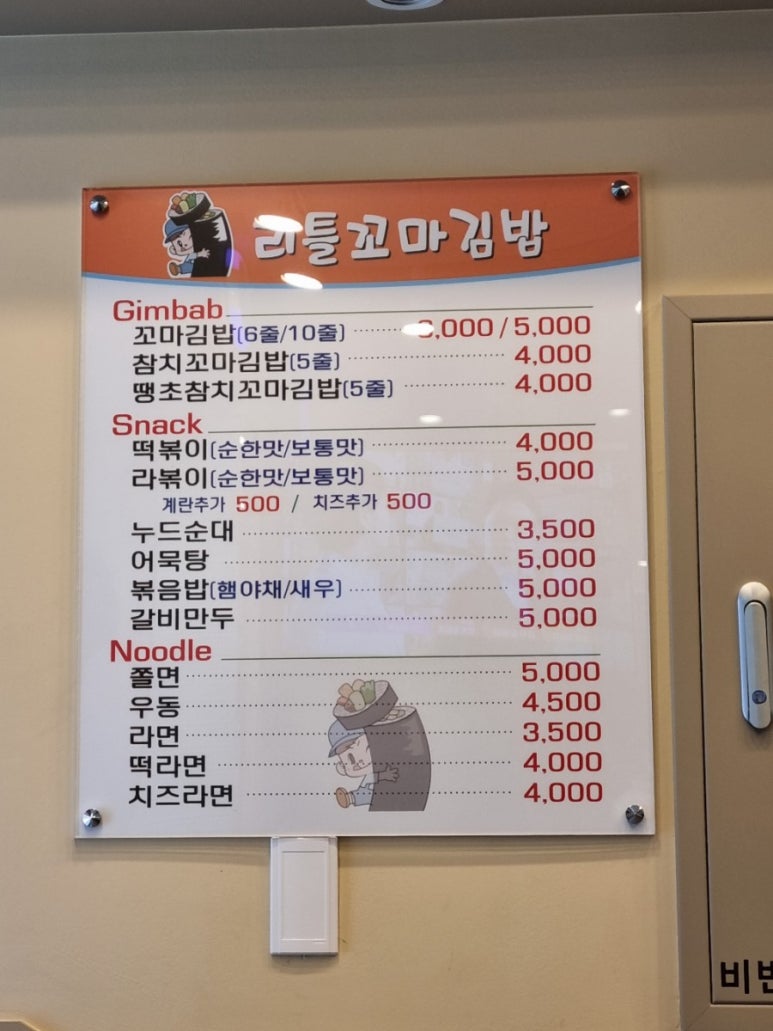 리틀꼬마김밥
Gimbab
꼬마김밥(6줄/10줄) 3,000 / 5,000
참치꼬마김밥(5줄) 4,000
땡초참치꼬마김밥(5줄) 4,000
Snack
떡볶이(순한맛/보통맛) 4,000
라볶이(순한맛/보통맛) 5,000
계란추가 500 / 치즈추가 500
누드순대 3,500
어묵탕 5,000
볶음밥(햄야채/새우) 5,000
갈비만두 5,000
Noodle
쫄면 5,000
우동 4,500
라면 3,500
떡라면 4,000
치즈라면 4,000